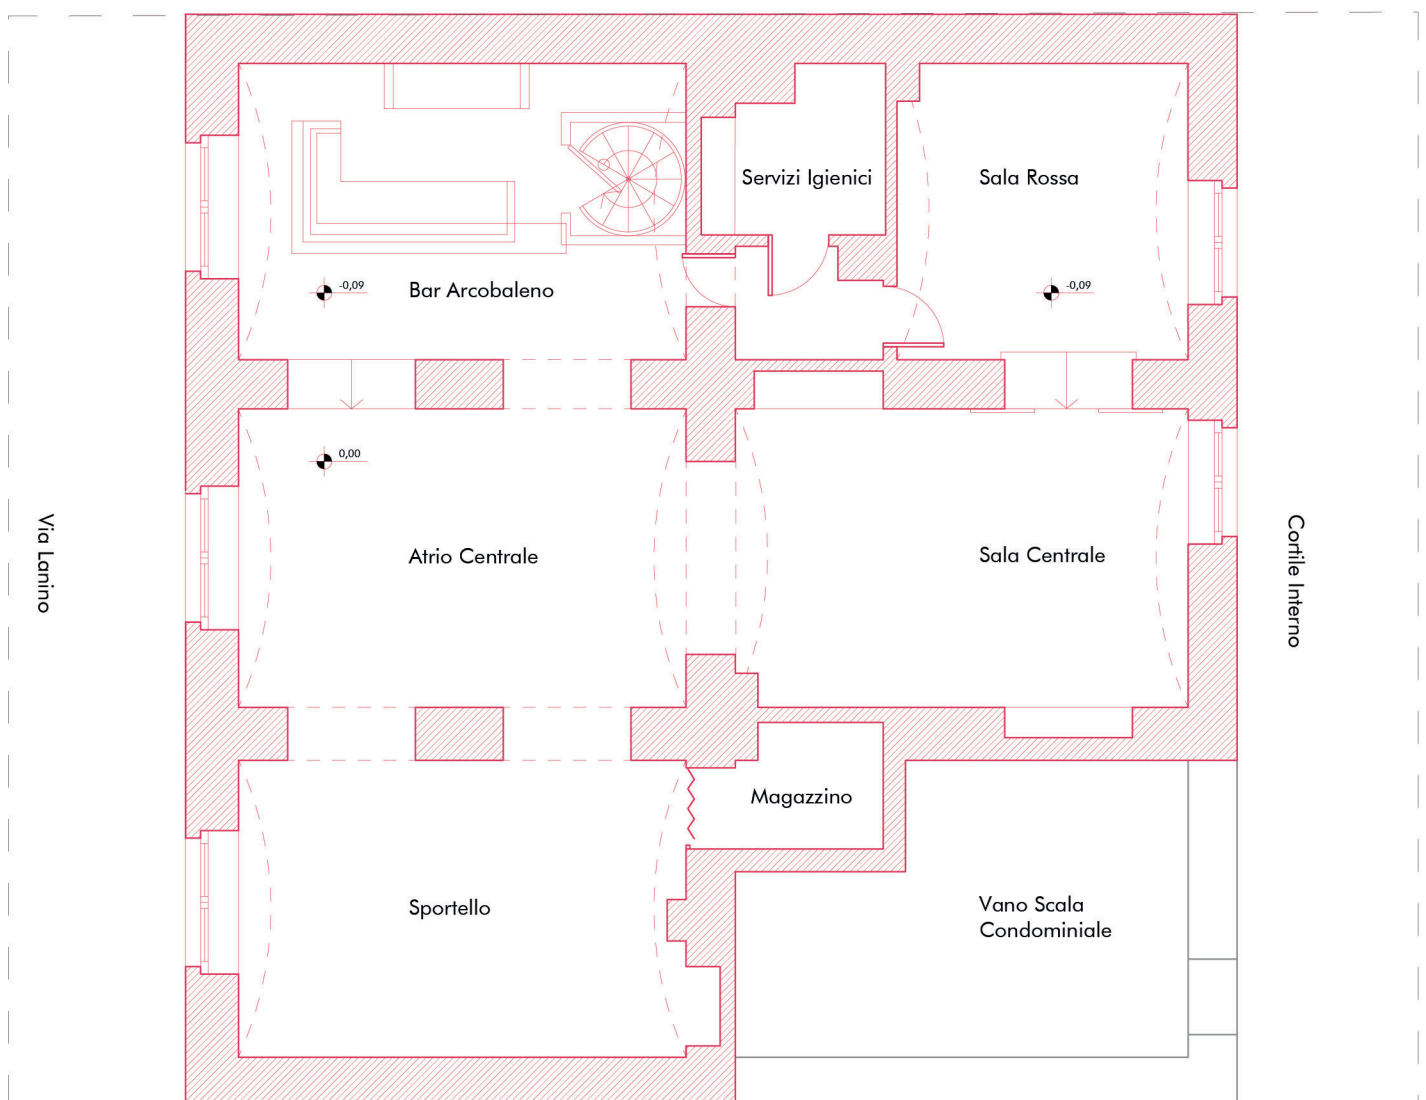 Servizi Igienici
Sala Rossa
-0,09
Bar Arcobaleno
-0,09
0,00
Via Lanino
Atrio Centrale
Sala Centrale
Cortile Interno
Magazzino
Sportello
Vano Scala
Condominiale